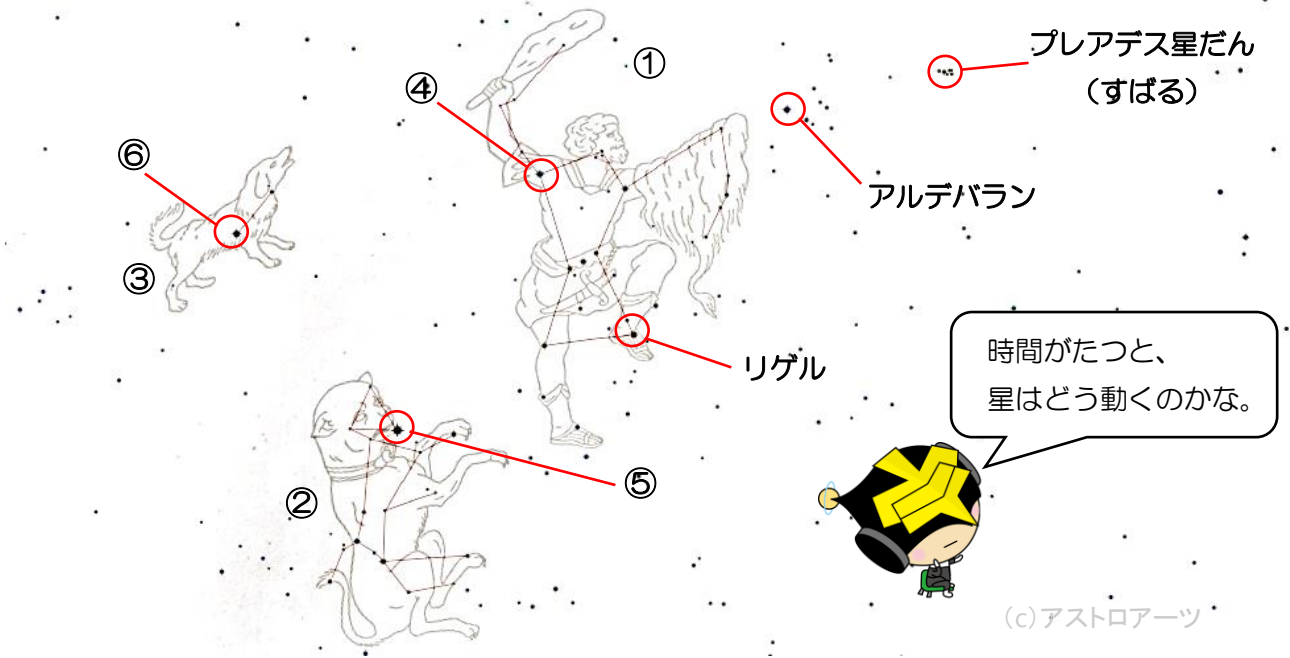 ①
プレアデス星だん
（すばる）
④
⑥
アルデバラン
③
時間がたつと、
星はどう動くのかな。
リゲル
⑤
②
(c)アストロアーツ